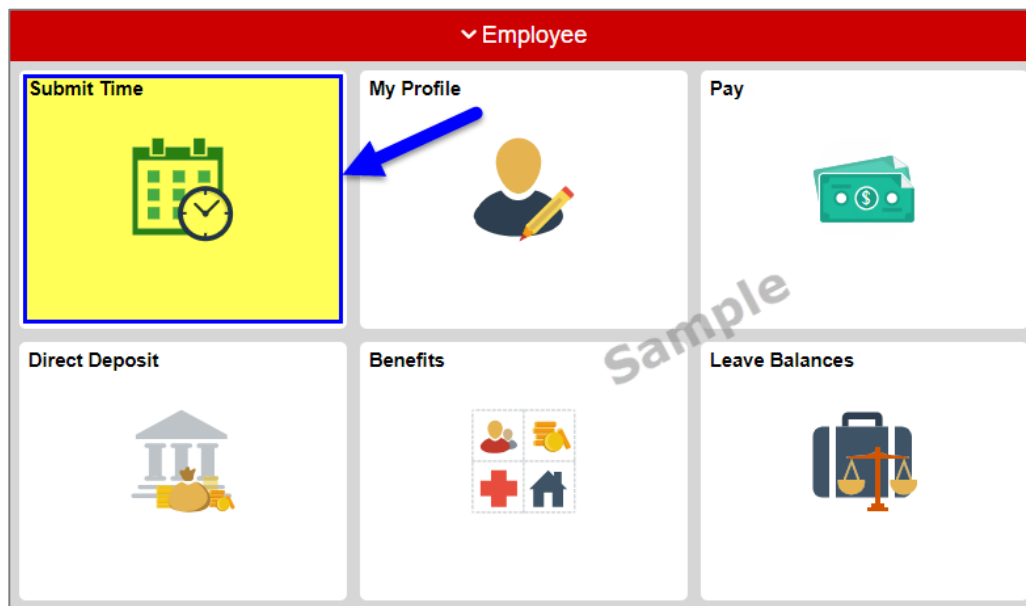 Employee
Submit Time
My Profile
Pay
$
Sample
Direct Deposit
Benefits
Leave Balances